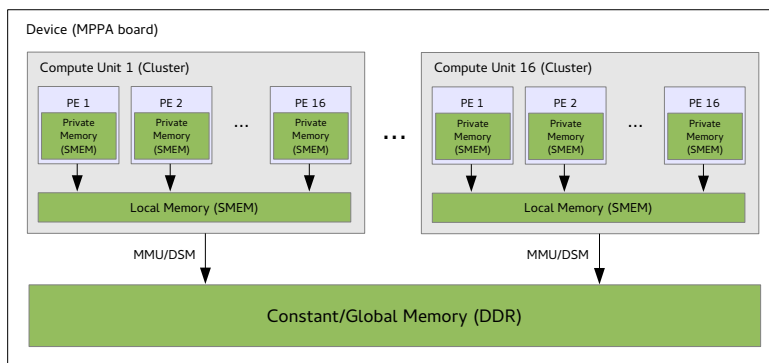 Device (MPPA board)
Compute Unit 1 (Cluster)
PE 1
Private
Memory
(SMEM)
PE 2
Private
Memory
(SMEM)
...
PE 16
Private
Memory
(SMEM)
Local Memory (SMEM)
...
Compute Unit 16 (Cluster)
PE 1
Private
Memory
(SMEM)
PE 2
Private
Memory
(SMEM)
...
PE 16
Private
Memory
(SMEM)
Local Memory (SMEM)
MMU/DSM
MMU/DSM
Constant/Global Memory (DDR)